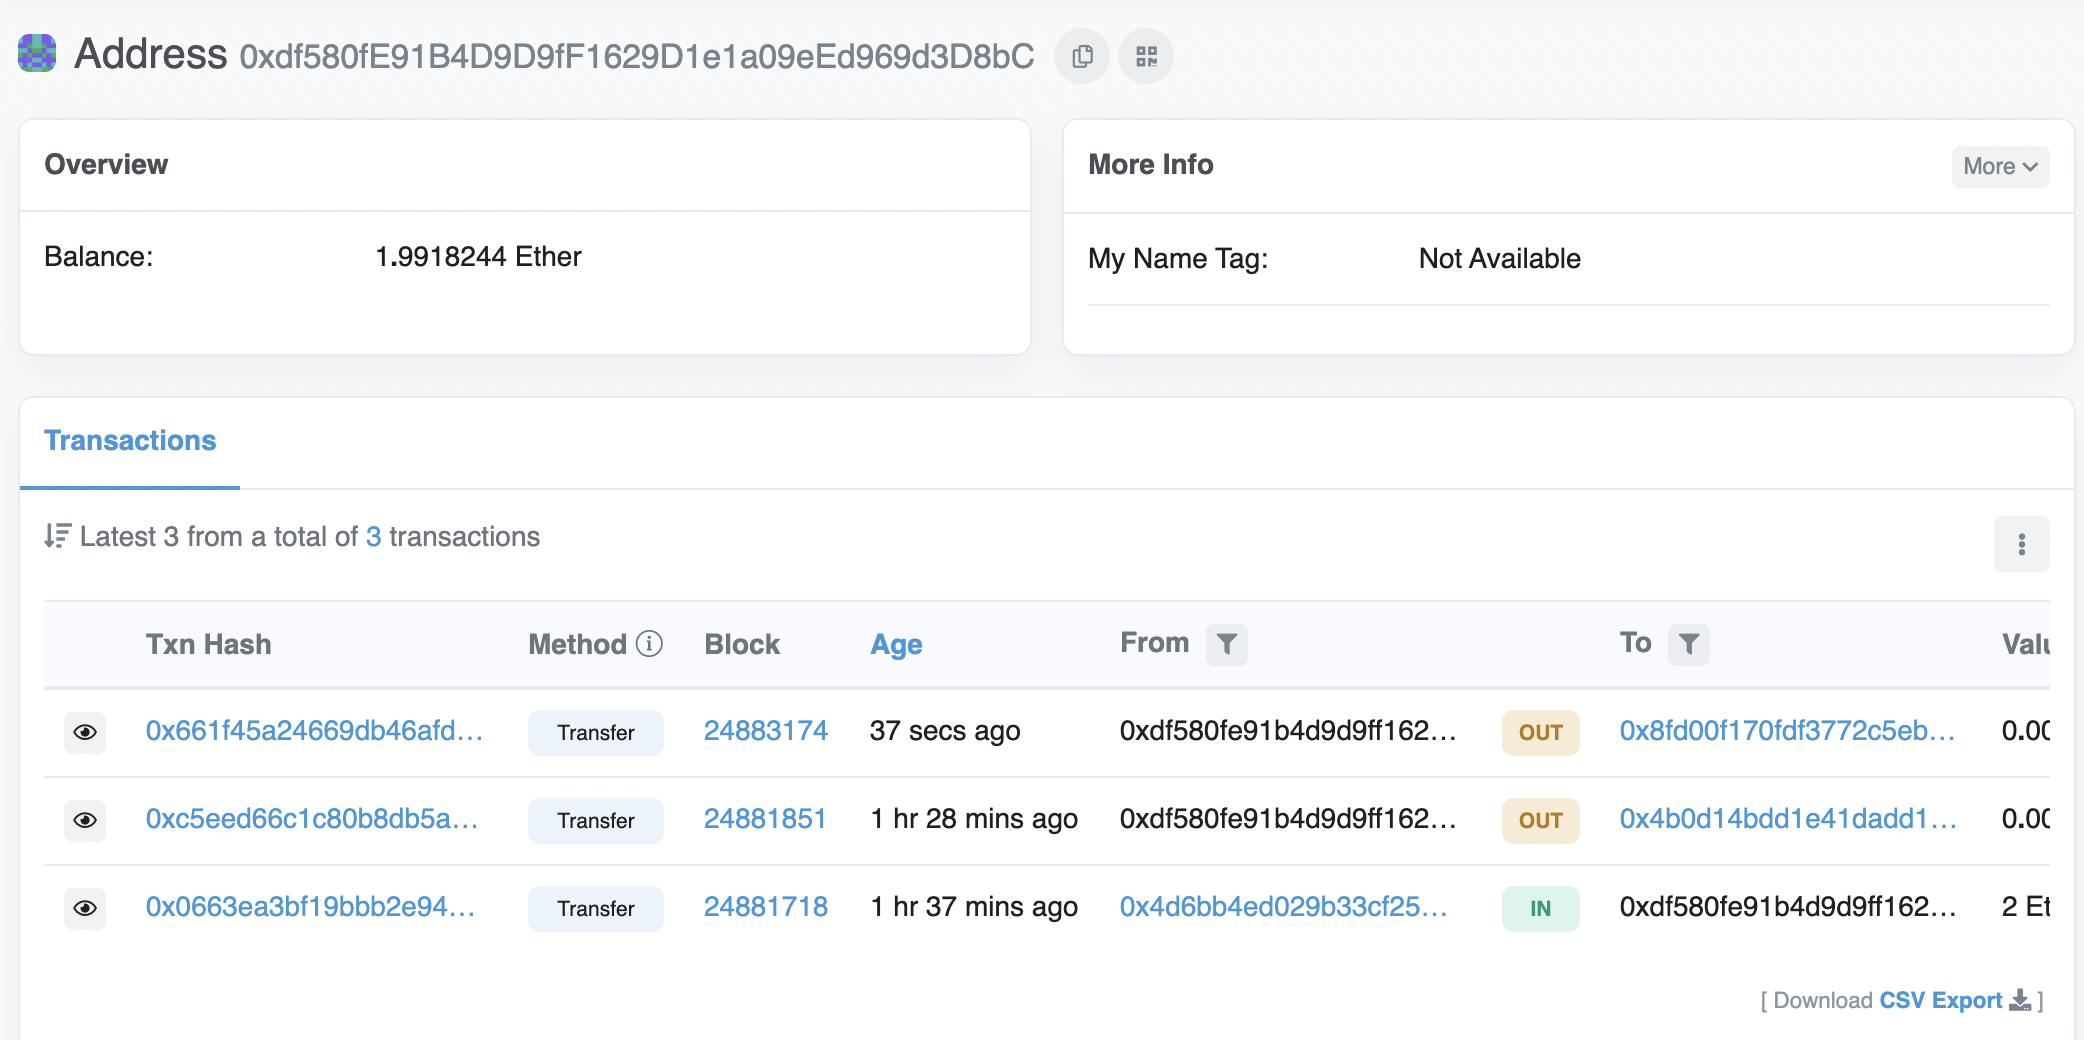 Address 0xdf580fE91B4D9D9fF1629D1e1a09eEd969d3D8bC
Overview
Balance: 1.9918244 Ether
More Info More
My Name Tag: Not Available
Transactions
Latest 3 from a total of 3 transactions
Txn Hash Method Block Age From To Valu
0x661f45a24669db46afd... Transfer 24883174 37 secs ago 0xdf580fe91b4d9d9ff162... OUT 0x8fd00f170fdf3772c5eb... 0.00
0xc5eed66c1c80b8db5a... Transfer 24881851 1 hr 28 mins ago 0xdf580fe91b4d9d9ff162... OUT 0x4b0d14bdd1e41dadd1... 0.00
0x0663ea3bf19bbb2e94... Transfer 24881718 1 hr 37 mins ago 0x4d6bb4ed029b33cf25... IN 0xdf580fe91b4d9d9ff162... 2 Et
[ Download CSV Export ]